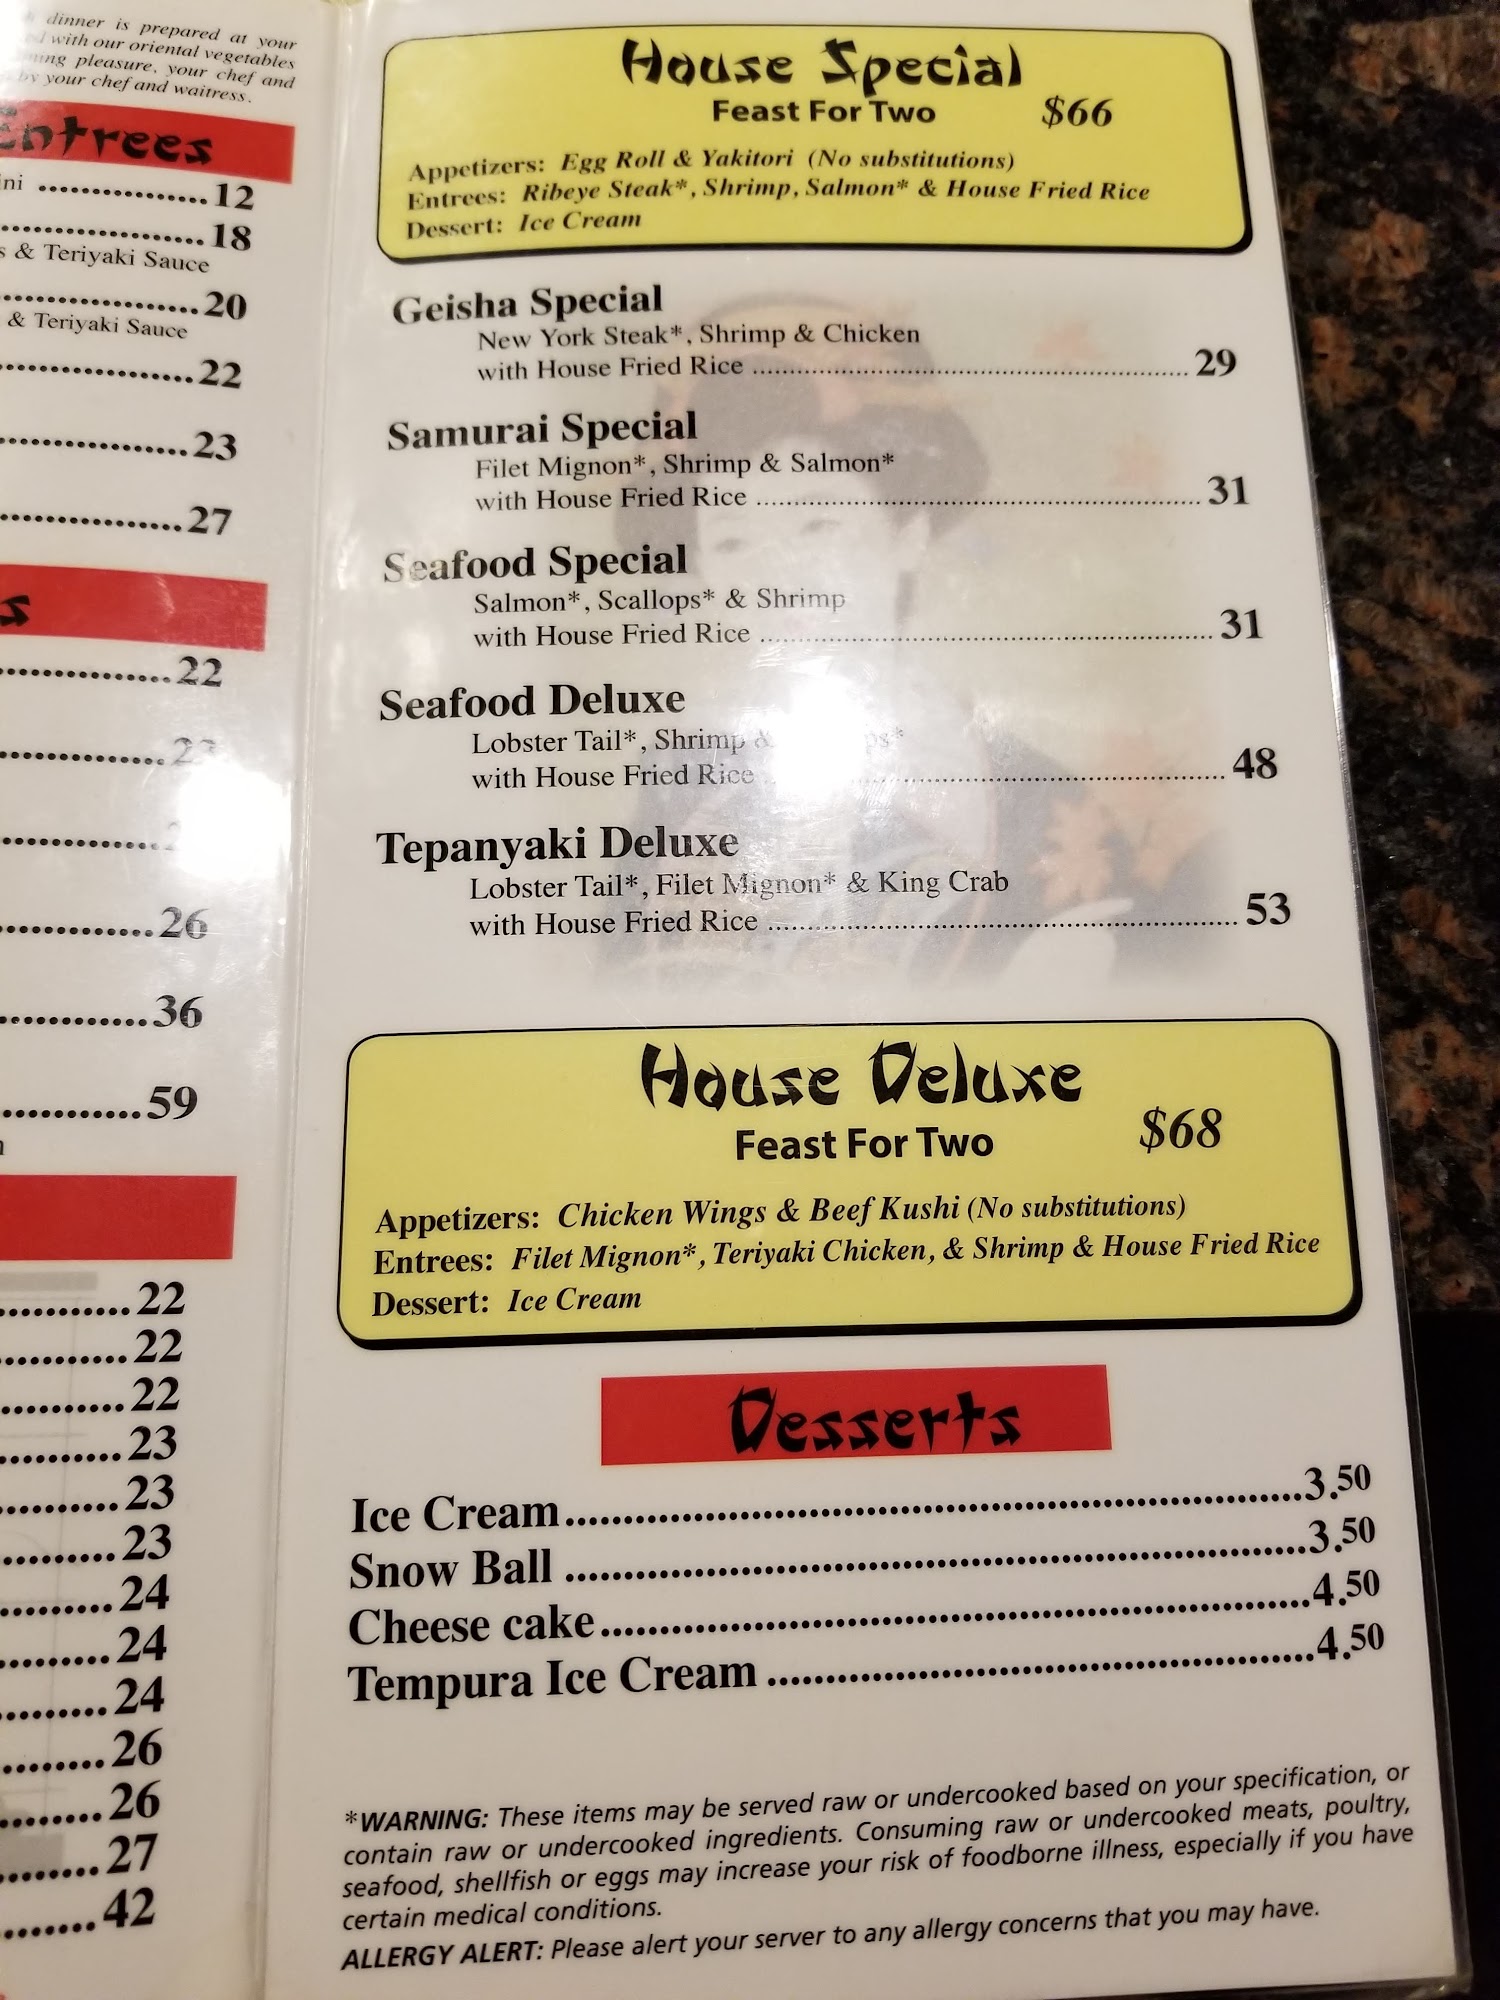 dinner is prepared at your
with our oriental vegetables
pleasure, your chef and
by your chef and waitress.
Entrees
12
18
& Teriyaki Sauce
20
& Teriyaki Sauce
22
23
27
22
26
36
59
22
22
22
23
23
23
24
24
24
26
26
27
42
House Special
Feast For Two $66
Appetizers: Egg Roll & Yakitori (No substitutions)
Entrees: Ribeye Steak*, Shrimp, Salmon* & House Fried Rice
Dessert: Ice Cream
Geisha Special
New York Steak*, Shrimp & Chicken
with House Fried Rice ........ 29
Samurai Special
Filet Mignon*, Shrimp & Salmon*
with House Fried Rice ........ 31
Seafood Special
Salmon*, Scallops* & Shrimp
with House Fried Rice ........ 31
Seafood Deluxe
Lobster Tail*, Shrimp
with House Fried Rice ........ 48
Tepanyaki Deluxe
Lobster Tail*, Filet Mignon* & King Crab
with House Fried Rice ........ 53
House Deluxe
Feast For Two $68
Appetizers: Chicken Wings & Beef Kushi (No substitutions)
Entrees: Filet Mignon*, Teriyaki Chicken, & Shrimp & House Fried Rice
Dessert: Ice Cream
Desserts
Ice Cream ........ 3.50
Snow Ball ........ 3.50
Cheese cake ........ 4.50
Tempura Ice Cream ........ 4.50
*WARNING: These items may be served raw or undercooked based on your specification, or
contain raw or undercooked ingredients. Consuming raw or undercooked meats, poultry,
seafood, shellfish or eggs may increase your risk of foodborne illness, especially if you have
certain medical conditions.
ALLERGY ALERT: Please alert your server to any allergy concerns that you may have.